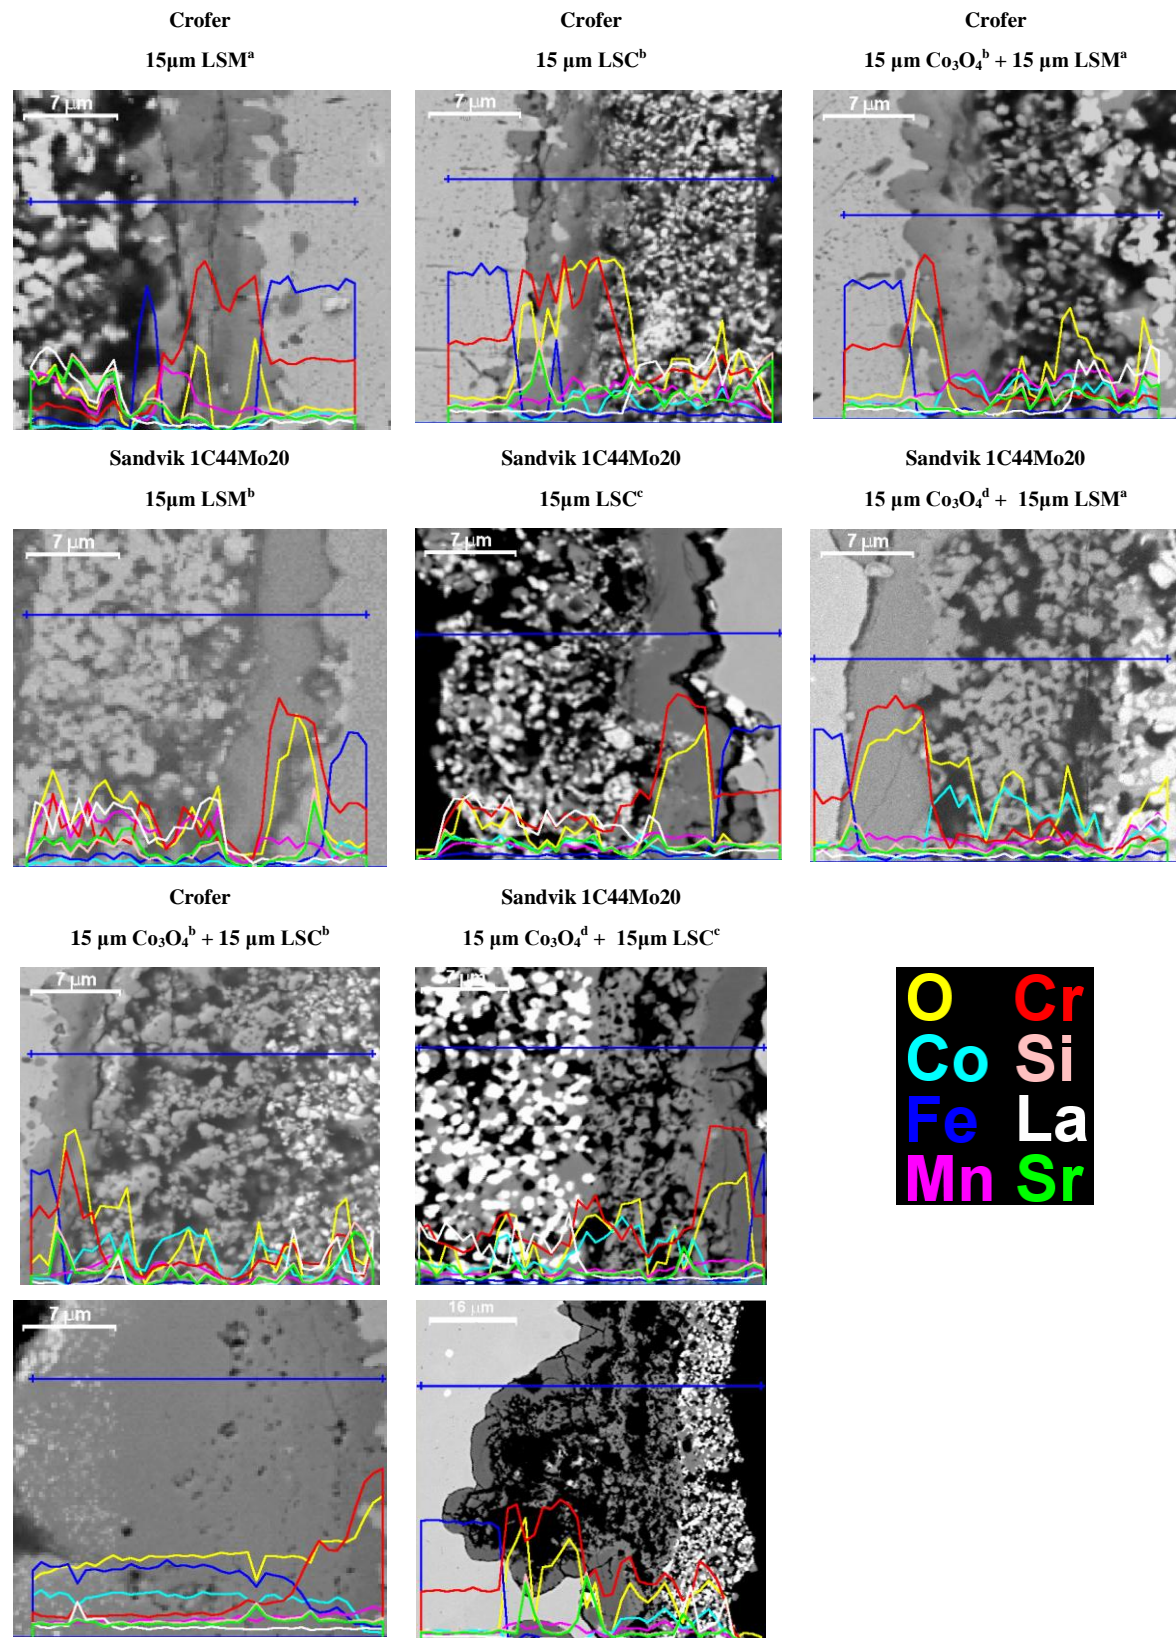 Crofer
15μm LSMᵃ
Crofer
15 μm LSCᵇ
Crofer
15 μm Co₃O₄ᵇ + 15 μm LSMᵃ
7 μm
7 μm
7 μm
Sandvik 1C44Mo20
15μm LSMᵇ
Sandvik 1C44Mo20
15μm LSCᶜ
Sandvik 1C44Mo20
15 μm Co₃O₄ᵈ + 15μm LSMᵃ
7 μm
7 μm
7 μm
Crofer
15 μm Co₃O₄ᵇ + 15 μm LSCᵇ
Sandvik 1C44Mo20
15 μm Co₃O₄ᵈ + 15μm LSCᶜ
7 μm
7 μm
O Cr
Co Si
Fe La
Mn Sr
7 μm
16 μm